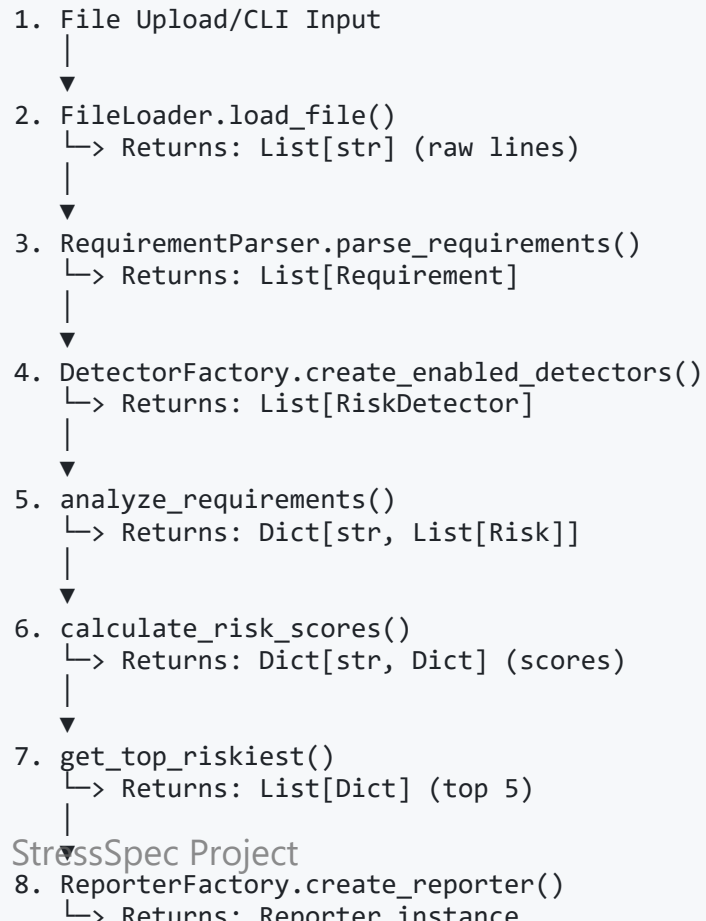 1. File Upload/CLI Input
│
▼
2. FileLoader.load_file()
└─> Returns: List[str] (raw lines)
│
▼
3. RequirementParser.parse_requirements()
└─> Returns: List[Requirement]
│
▼
4. DetectorFactory.create_enabled_detectors()
└─> Returns: List[RiskDetector]
│
▼
5. analyze_requirements()
└─> Returns: Dict[str, List[Risk]]
│
▼
6. calculate_risk_scores()
└─> Returns: Dict[str, Dict] (scores)
│
▼
7. get_top_riskiest()
└─> Returns: List[Dict] (top 5)
│
▼
StressSpec Project
8. ReporterFactory.create_reporter()
└─> Returns: Reporter instance